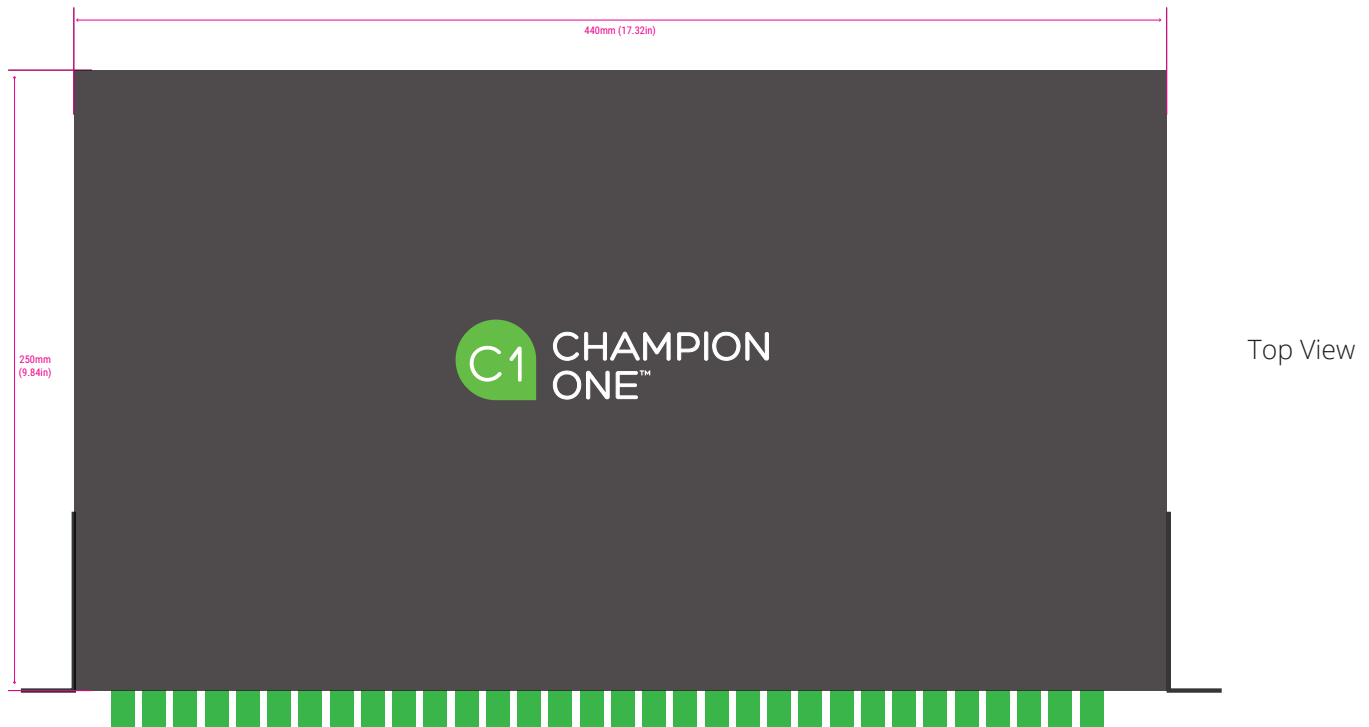 440mm (17.32in)
250mm
(9.84in)
C1
CHAMPION
ONE™
Top View